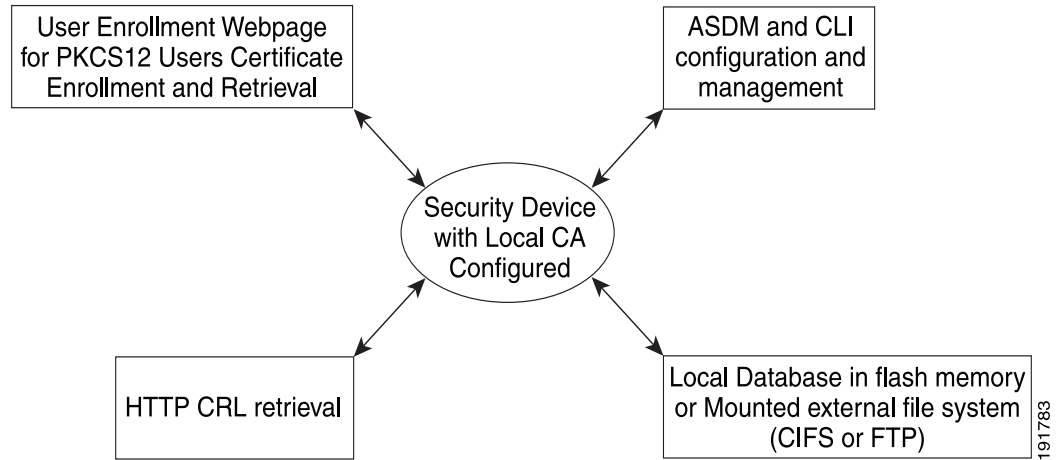 User Enrollment Webpage
for PKCS12 Users Certificate
Enrollment and Retrieval
ASDM and CLI
configuration and
management
Security Device
with Local CA
Configured
HTTP CRL retrieval
Local Database in flash memory
or Mounted external file system
(CIFS or FTP)
191783